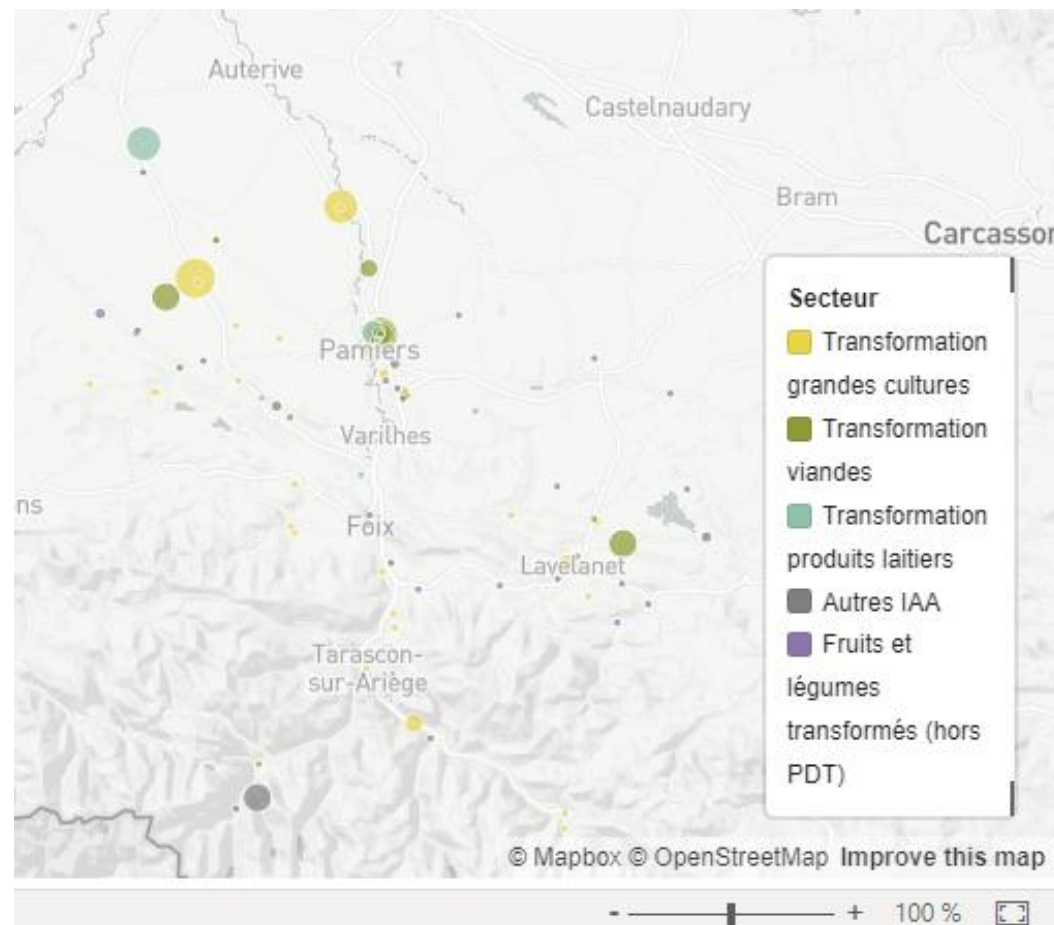 Auterive
Castelnaudary
Bram
Carcasson
Secteur
Transformation
grandes cultures
Transformation
viandes
Transformation
produits laitiers
Autres IAA
Fruits et
légumes
transformés (hors
PDT)
Pamiers
Varilhes
ns
Foix
Lavelanet
Tarascon-
sur-Ariège
© Mapbox © OpenStreetMap Improve this map
- + 100 %